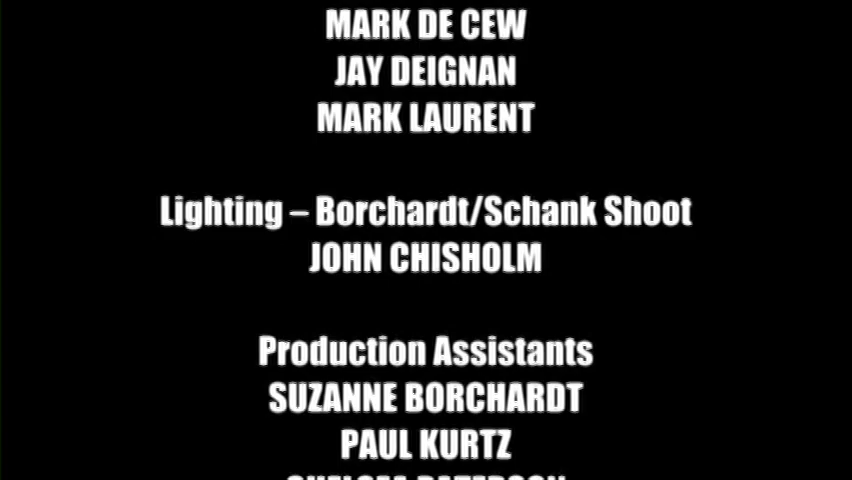 MARK DE CEW
JAY DEIGNAN
MARK LAURENT
Lighting – Borchardt/Schank Shoot
JOHN CHISHOLM
Production Assistants
SUZANNE BORCHARDT
PAUL KURTZ